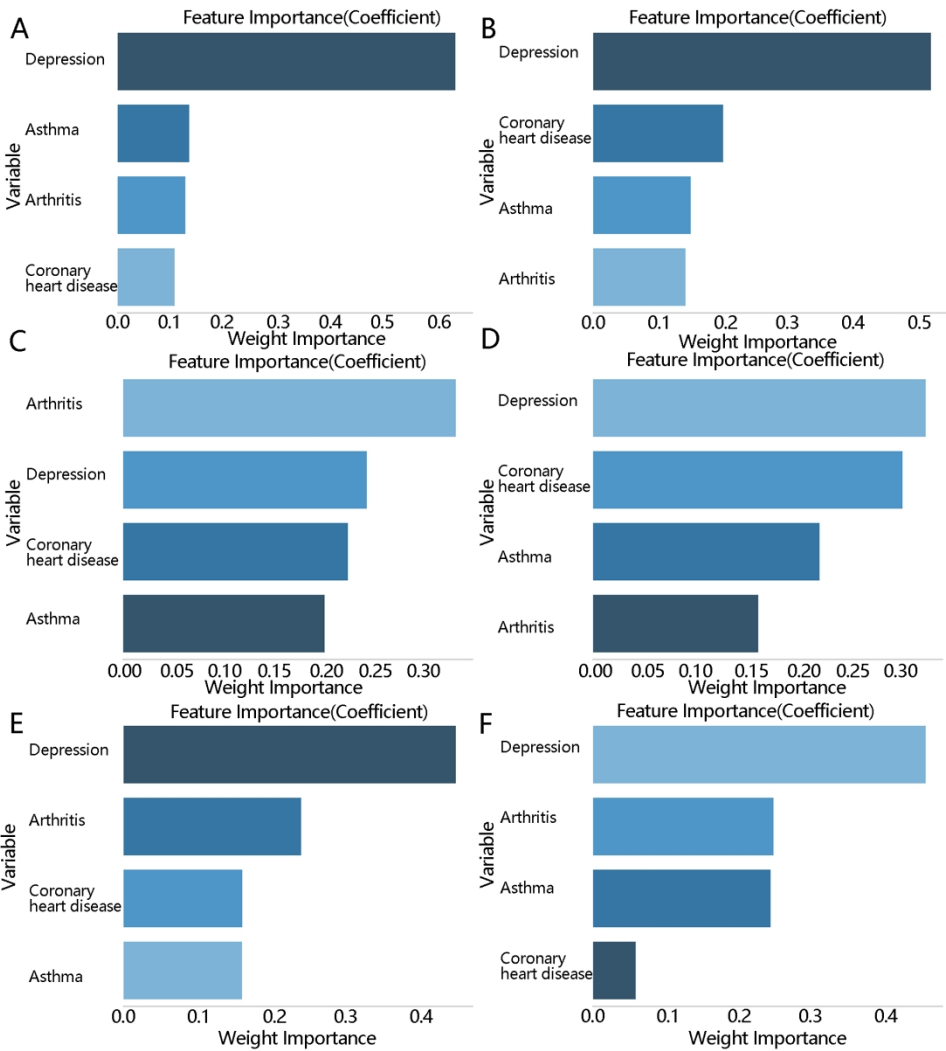 A
Feature Importance(Coefficient)
Variable
Depression
Asthma
Arthritis
Coronary
heart disease
0.0 0.1 0.2 0.3 0.4 0.5 0.6
Weight Importance
B
Feature Importance(Coefficient)
Variable
Depression
Coronary
heart disease
Asthma
Arthritis
0.0 0.1 0.2 0.3 0.4 0.5
Weight Importance
C
Feature Importance(Coefficient)
Variable
Arthritis
Depression
Coronary
heart disease
Asthma
0.00 0.05 0.10 0.15 0.20 0.25 0.30
Weight Importance
D
Feature Importance(Coefficient)
Variable
Depression
Coronary
heart disease
Asthma
Arthritis
0.00 0.05 0.10 0.15 0.20 0.25 0.30
Weight Importance
E
Feature Importance(Coefficient)
Variable
Depression
Arthritis
Coronary
heart disease
Asthma
0.0 0.1 0.2 0.3 0.4
Weight Importance
F
Feature Importance(Coefficient)
Variable
Depression
Arthritis
Asthma
Coronary
heart disease
0.0 0.1 0.2 0.3 0.4
Weight Importance